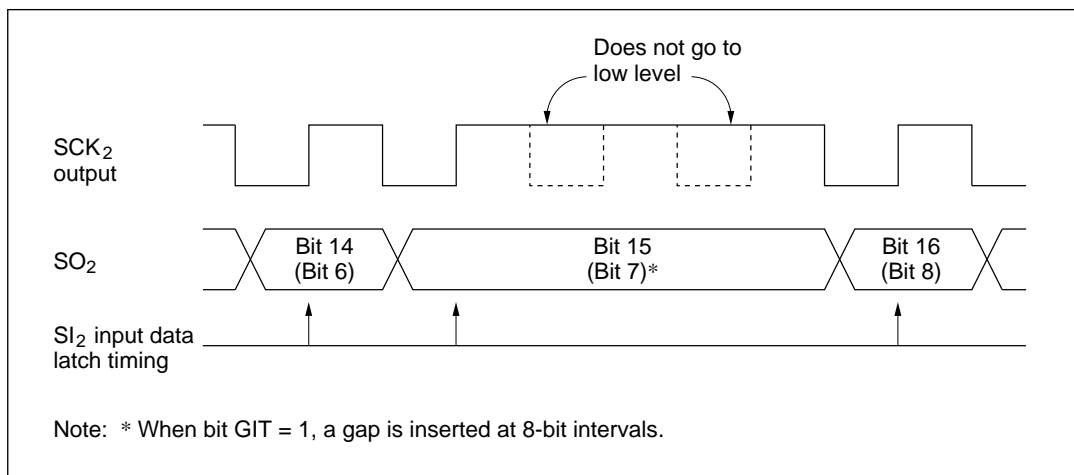 Does not go to
low level
SCK2
output
SO2
Bit 14
(Bit 6)
Bit 15
(Bit 7)*
Bit 16
(Bit 8)
SI2 input data
latch timing
Note: * When bit GIT = 1, a gap is inserted at 8-bit intervals.